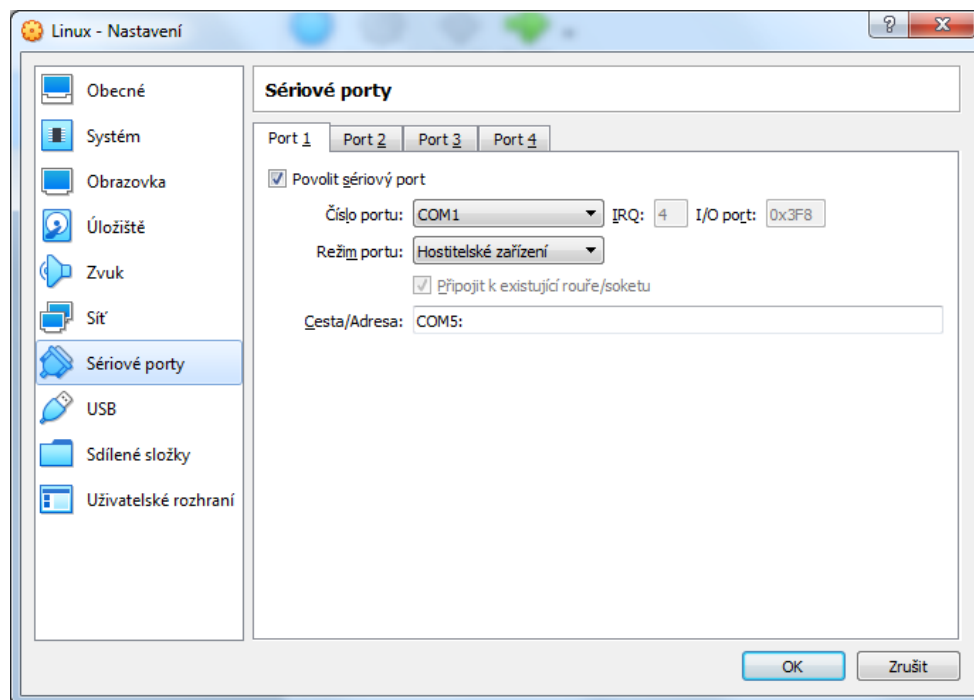 Linux - Nastavení
?
X
Obecné
Systém
Obrazovka
Úložiště
Zvuk
Síť
Sériové porty
USB
Sdílené složky
Uživatelské rozhraní
Sériové porty
Port 1 Port 2 Port 3 Port 4
Povolit sériový port
Číslo portu: COM1 IRQ: 4 I/O port: 0x3F8
Režim portu: Hostitelské zařízení
Připojit k existující rouře/soketu
Cesta/Adresa: COM5:
OK Zrušit